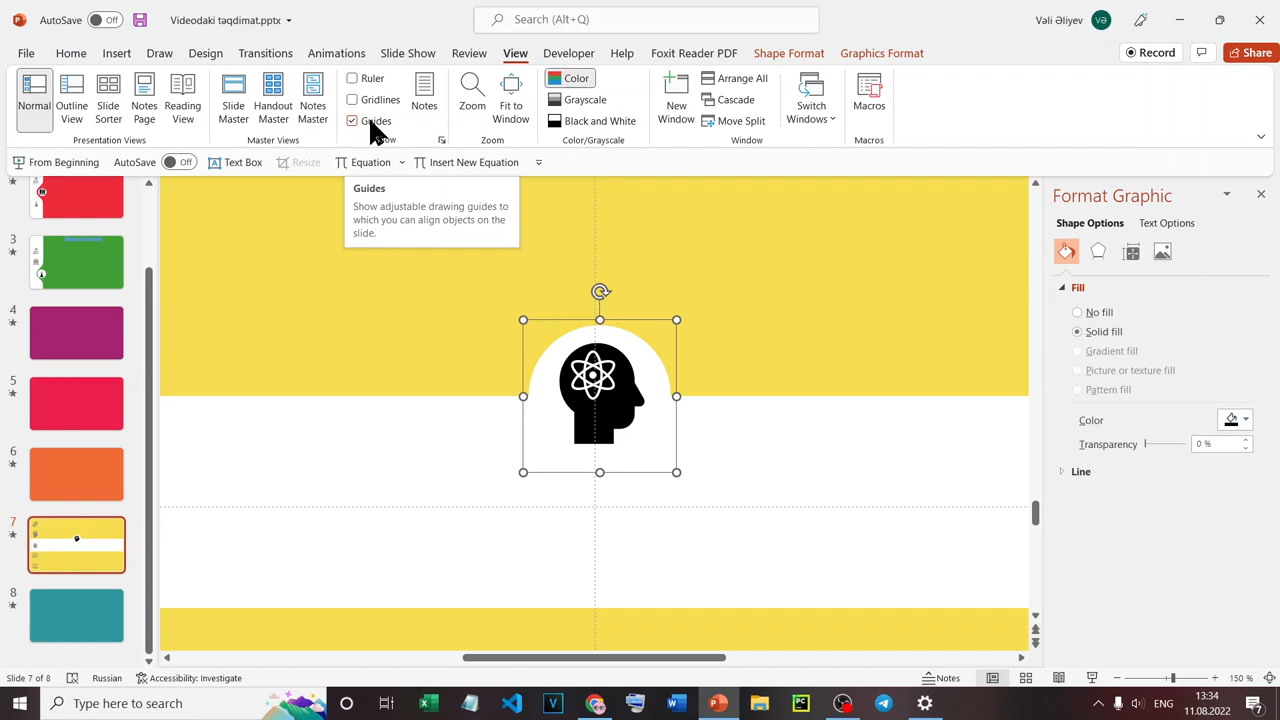 AutoSave Off Videodaki təqdimat.pptx Search (Alt+Q) Vəli Əliyev VƏ
File Home Insert Draw Design Transitions Animations Slide Show Review View Developer Help Foxit Reader PDF Shape Format Graphics Format Record Share
Normal
Outline View
Slide Sorter
Notes Page
Reading View
Presentation Views
Slide Master
Handout Master
Notes Master
Master Views
Ruler
Gridlines
Guides
Notes
Zoom
Fit to Window
Zoom
Color
Grayscale
Black and White
Color/Grayscale
New Window
Arrange All
Cascade
Move Split
Switch Windows
Window
Macros
Macros
From Beginning AutoSave Off Text Box Resize Equation Insert New Equation
Guides
Show adjustable drawing guides to
which you can align objects on the
slide.
3
4
5
6
7
8
Format Graphic
Shape Options Text Options
Fill
No fill
Solid fill
Gradient fill
Picture or texture fill
Pattern fill
Color
Transparency 0 %
Line
Slide 7 of 8 Russian Accessibility: Investigate Notes 150 %
Type here to search ENG 13:34
11.08.2022 7